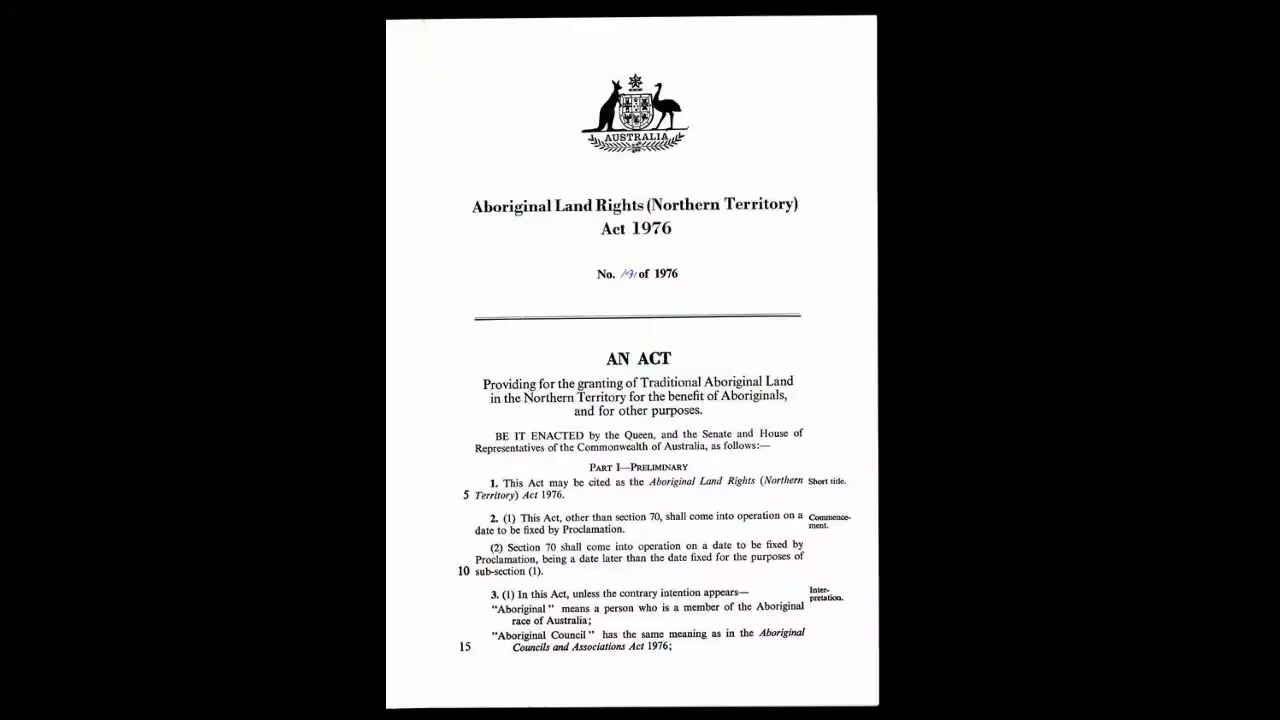 AUSTRALIA
Aboriginal Land Rights (Northern Territory)
Act 1976
No. 191 of 1976
AN ACT
Providing for the granting of Traditional Aboriginal Land
in the Northern Territory for the benefit of Aboriginals,
and for other purposes.
BE IT ENACTED by the Queen, and the Senate and House of
Representatives of the Commonwealth of Australia, as follows:—
PART I—PRELIMINARY
1. This Act may be cited as the Aboriginal Land Rights (Northern Short title.
5 Territory) Act 1976.
2. (1) This Act, other than section 70, shall come into operation on a Commence-
date to be fixed by Proclamation. ment.
(2) Section 70 shall come into operation on a date to be fixed by
Proclamation, being a date later than the date fixed for the purposes of
10 sub-section (1).
3. (1) In this Act, unless the contrary intention appears— Inter-
pretation.
"Aboriginal" means a person who is a member of the Aboriginal
race of Australia;
"Aboriginal Council" has the same meaning as in the Aboriginal
15 Councils and Associations Act 1976;